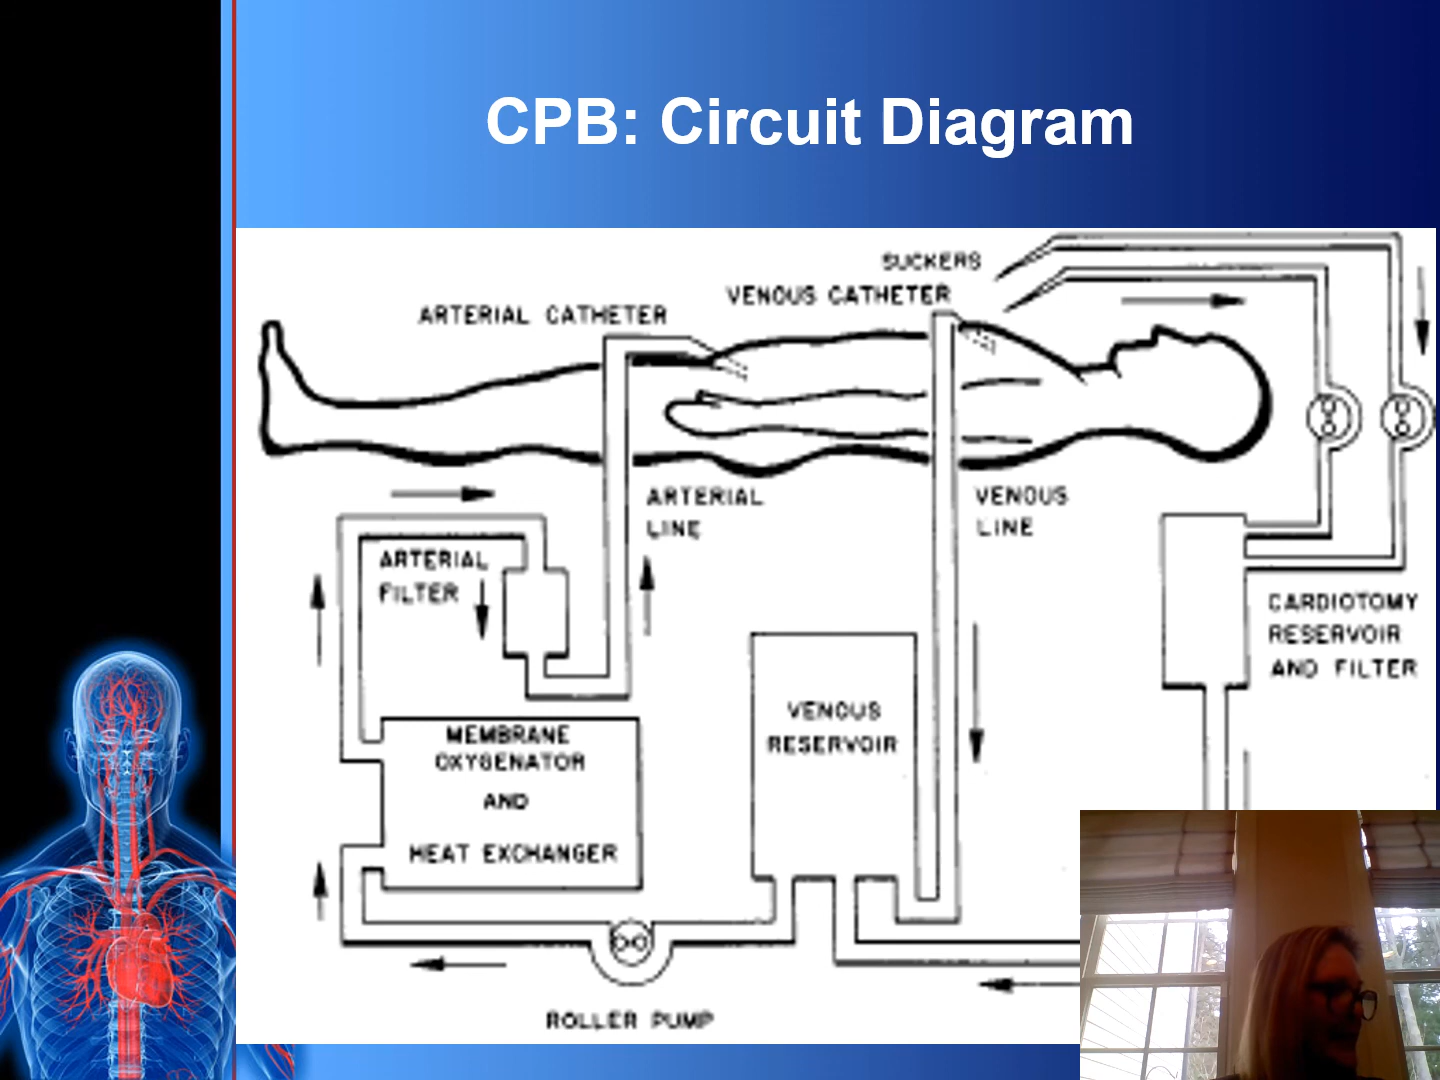 CPB: Circuit Diagram
SUCKERS
VENOUS CATHETER
ARTERIAL CATHETER
ARTERIAL
LINE
VENOUS
LINE
ARTERIAL
FILTER
CARDIOTOMY
RESERVOIR
AND FILTER
VENOUS
RESERVOIR
MEMBRANE
OXYGENATOR
AND
HEAT EXCHANGER
ROLLER PUMP